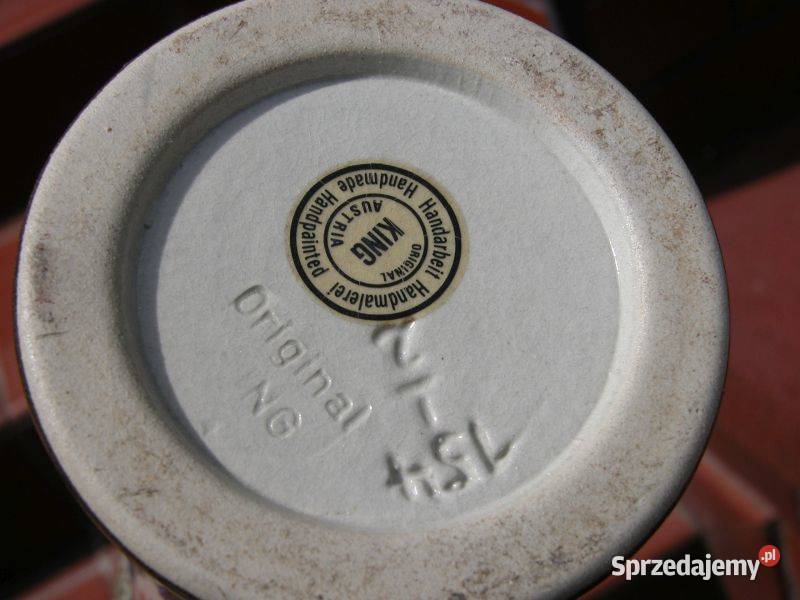 Handmade Handpainted
Handarbeit Handmalerei
ORIGINAL
KING
AUSTRIA
Original
NG
Sprzedajemy.pl